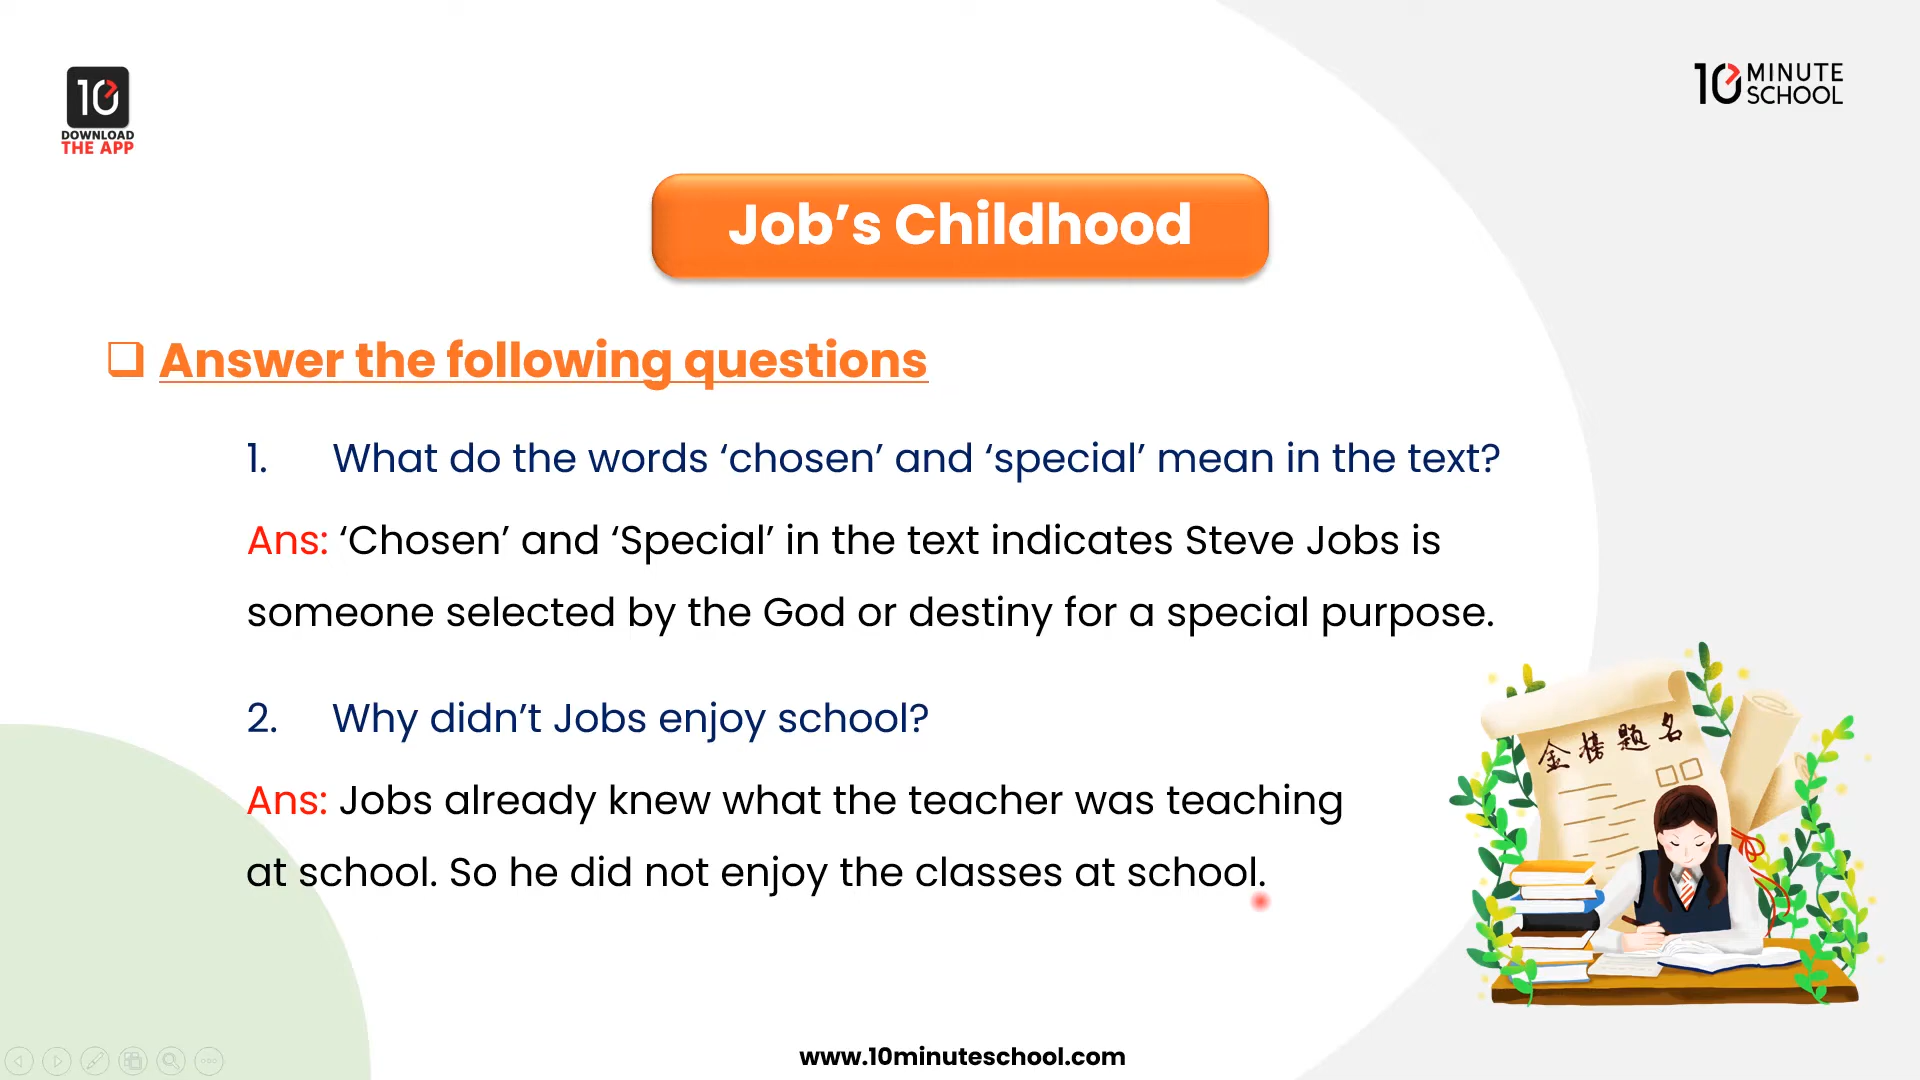 10
DOWNLOAD
THE APP
10 MINUTE
SCHOOL
Job’s Childhood
❑ Answer the following questions
1. What do the words ‘chosen’ and ‘special’ mean in the text?
Ans: ‘Chosen’ and ‘Special’ in the text indicates Steve Jobs is
someone selected by the God or destiny for a special purpose.
2. Why didn’t Jobs enjoy school?
Ans: Jobs already knew what the teacher was teaching
at school. So he did not enjoy the classes at school.
金榜题名
www.10minuteschool.com